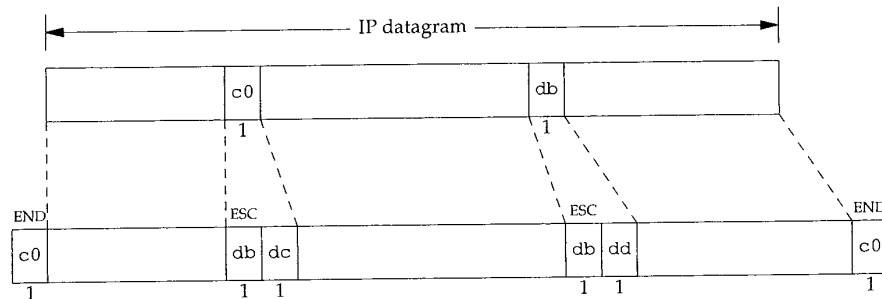 IP datagram
c0 db
1 1
END ESC ESC END
c0 db dc db dd c0
1 1 1 1 1 1